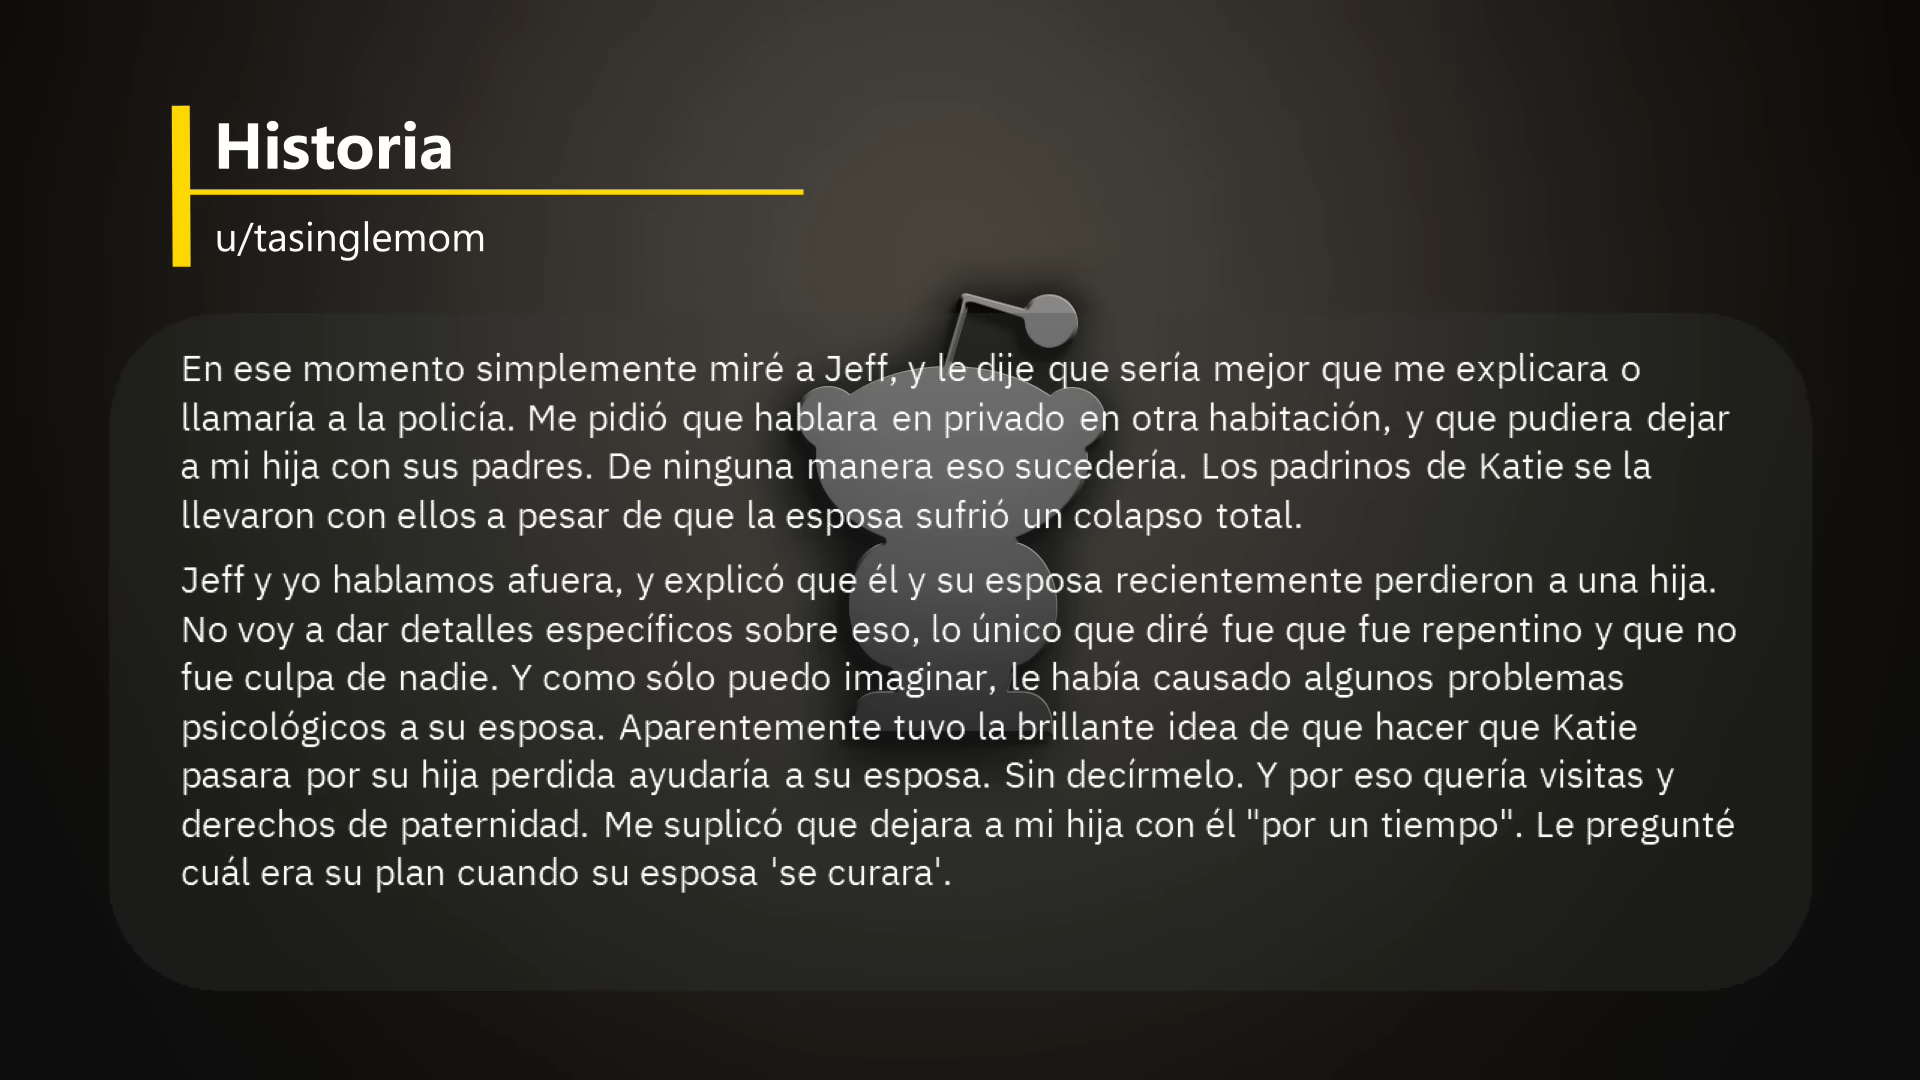 Historia
u/tasinglemom
En ese momento simplemente miré a Jeff, y le dije que sería mejor que me explicara o
llamaría a la policía. Me pidió que hablara en privado en otra habitación, y que pudiera dejar
a mi hija con sus padres. De ninguna manera eso sucedería. Los padrinos de Katie se la
llevaron con ellos a pesar de que la esposa sufrió un colapso total.
Jeff y yo hablamos afuera, y explicó que él y su esposa recientemente perdieron a una hija.
No voy a dar detalles específicos sobre eso, lo único que diré fue que fue repentino y que no
fue culpa de nadie. Y como sólo puedo imaginar, le había causado algunos problemas
psicológicos a su esposa. Aparentemente tuvo la brillante idea de que hacer que Katie
pasara por su hija perdida ayudaría a su esposa. Sin decírmelo. Y por eso quería visitas y
derechos de paternidad. Me suplicó que dejara a mi hija con él "por un tiempo". Le pregunté
cuál era su plan cuando su esposa 'se curara'.